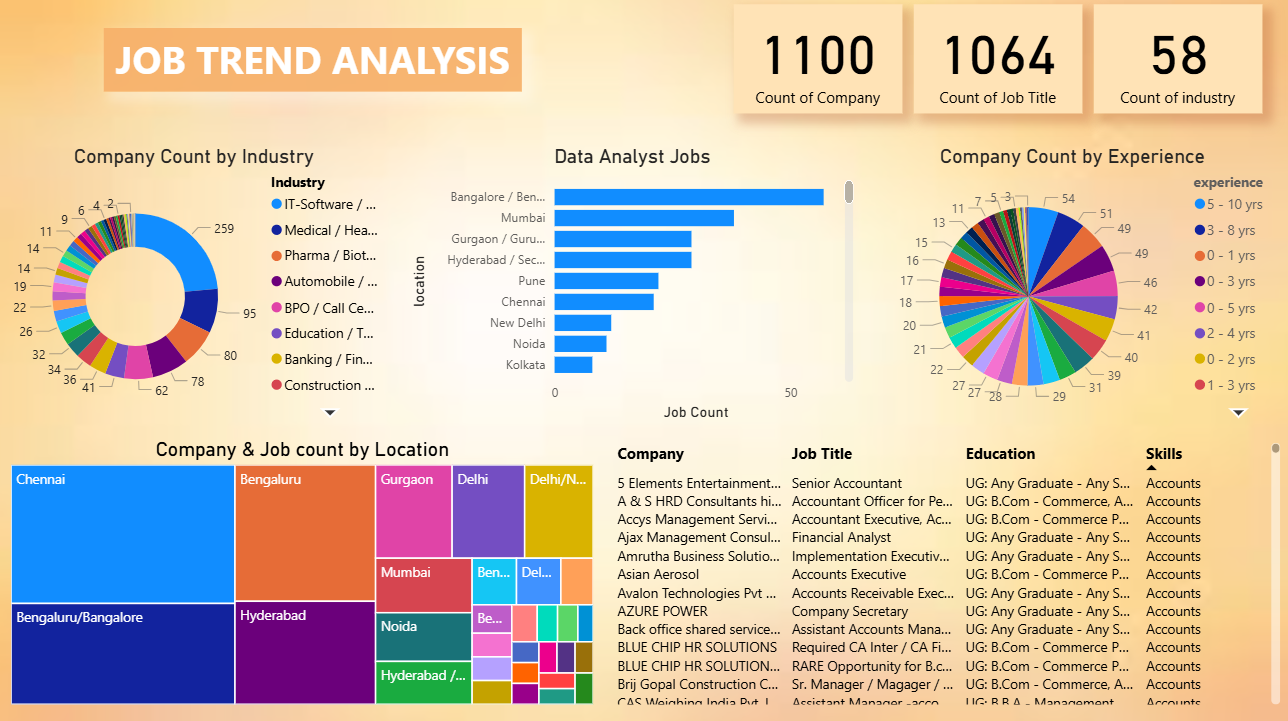 JOB TREND ANALYSIS
1100
Count of Company
1064
Count of Job Title
58
Count of industry
Company Count by Industry
259
95
80
78
62
41
36
34
32
26
22
19
14
14
11
9
6
4
2
Industry
IT-Software / ...
Medical / Hea...
Pharma / Biot...
Automobile / ...
BPO / Call Ce...
Education / T...
Banking / Fin...
Construction ...
Data Analyst Jobs
location
Bangalore / Ben...
Mumbai
Gurgaon / Guru...
Hyderabad / Sec...
Pune
Chennai
New Delhi
Noida
Kolkata
0
50
Job Count
Company Count by Experience
54
51
49
49
46
42
41
40
39
31
29
28
27
27
22
21
20
18
17
16
15
13
11
7
5
3
experience
5 - 10 yrs
3 - 8 yrs
0 - 1 yrs
0 - 3 yrs
0 - 5 yrs
2 - 4 yrs
0 - 2 yrs
1 - 3 yrs
Company & Job count by Location
Chennai
Bengaluru/Bangalore
Bengaluru
Hyderabad
Gurgaon
Delhi
Delhi/N...
Mumbai
Noida
Hyderabad /...
Ben...
Del...
Be...
Company Job Title Education Skills
5 Elements Entertainment... Senior Accountant UG: Any Graduate - Any S... Accounts
A & S HRD Consultants hi... Accountant Officer for Pe... UG: B.Com - Commerce, A... Accounts
Accys Management Servi... Accountant Executive, Ac... UG: B.Com - Commerce P... Accounts
Ajax Management Consul... Financial Analyst UG: Any Graduate - Any S... Accounts
Amrutha Business Solutio... Implementation Executiv... UG: Any Graduate - Any S... Accounts
Asian Aerosol Accounts Executive UG: B.Com - Commerce P... Accounts
Avalon Technologies Pvt ... Accounts Receivable Exec... UG: Any Graduate - Any S... Accounts
AZURE POWER Company Secretary UG: Any Graduate - Any S... Accounts
Back office shared service... Assistant Accounts Mana... UG: Any Graduate - Any S... Accounts
BLUE CHIP HR SOLUTIONS Required CA Inter / CA Fi... UG: B.Com - Commerce P... Accounts
BLUE CHIP HR SOLUTION... RARE Opportunity for B.c... UG: B.Com - Commerce P... Accounts
Brij Gopal Construction C... Sr. Manager / Magager / ... UG: B.Com - Commerce, A... Accounts
CAS Weighing India Pvt. L... Assistant Manager -acco... UG: B.B.A - Management... Accounts